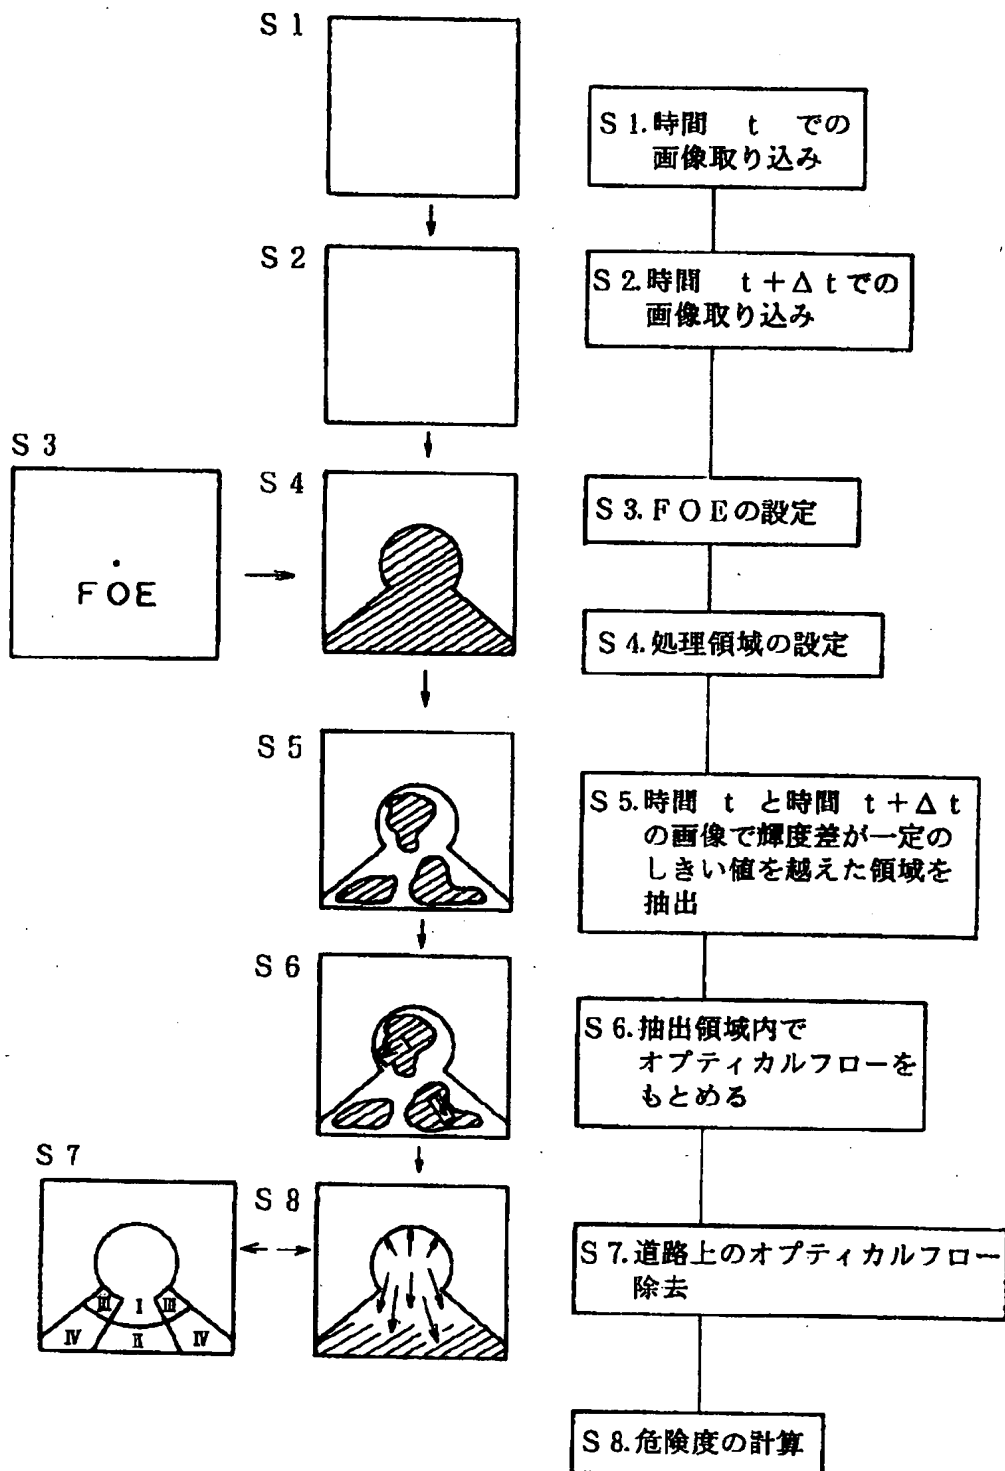 S 1
S 1.時間 t での
画像取り込み
S 2
S 2.時間 t+Δtでの
画像取り込み
S 3
FOE
S 4
S 3.FOEの設定
S 4.処理領域の設定
S 5
S 5.時間 t と時間 t+Δt
の画像で輝度差が一定の
しきい値を越えた領域を
抽出
S 6
S 6.抽出領域内で
オプティカルフローを
もとめる
S 7
III I III
IV II IV
S 8
S 7.道路上のオプティカルフロー
除去
S 8.危険度の計算